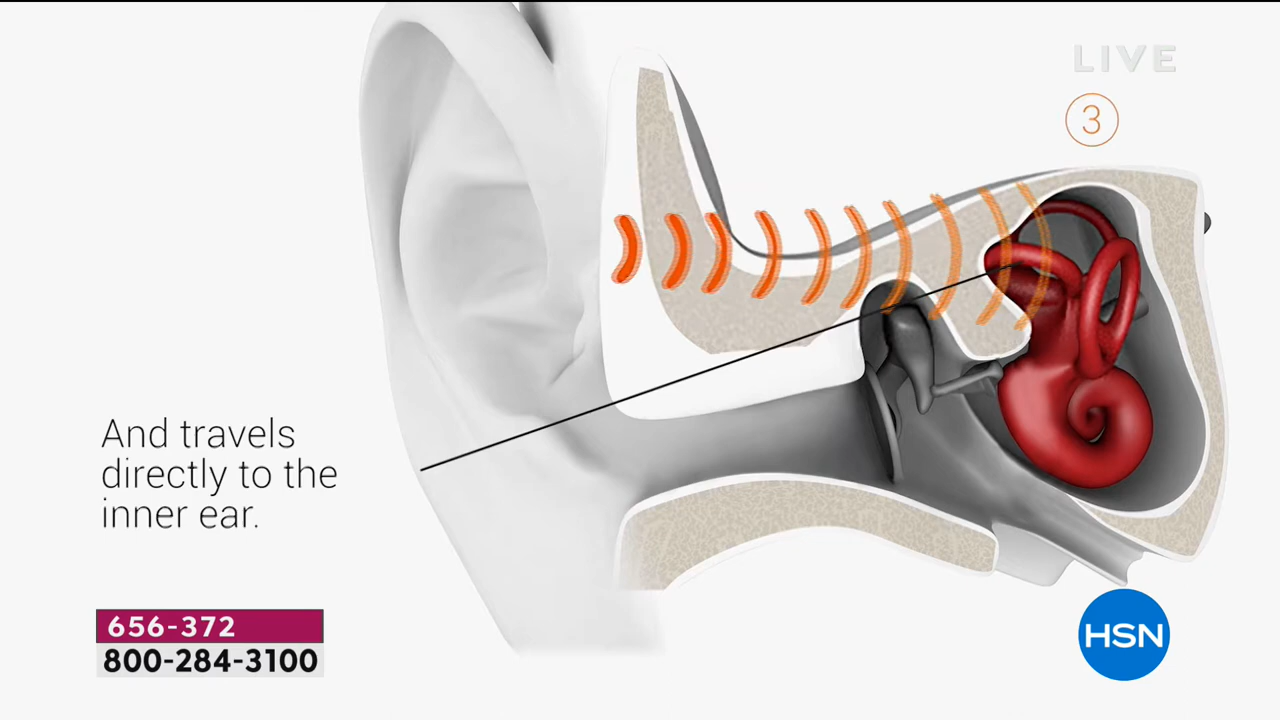 LIVE
3
And travels
directly to the
inner ear.
656-372
800-284-3100
HSN